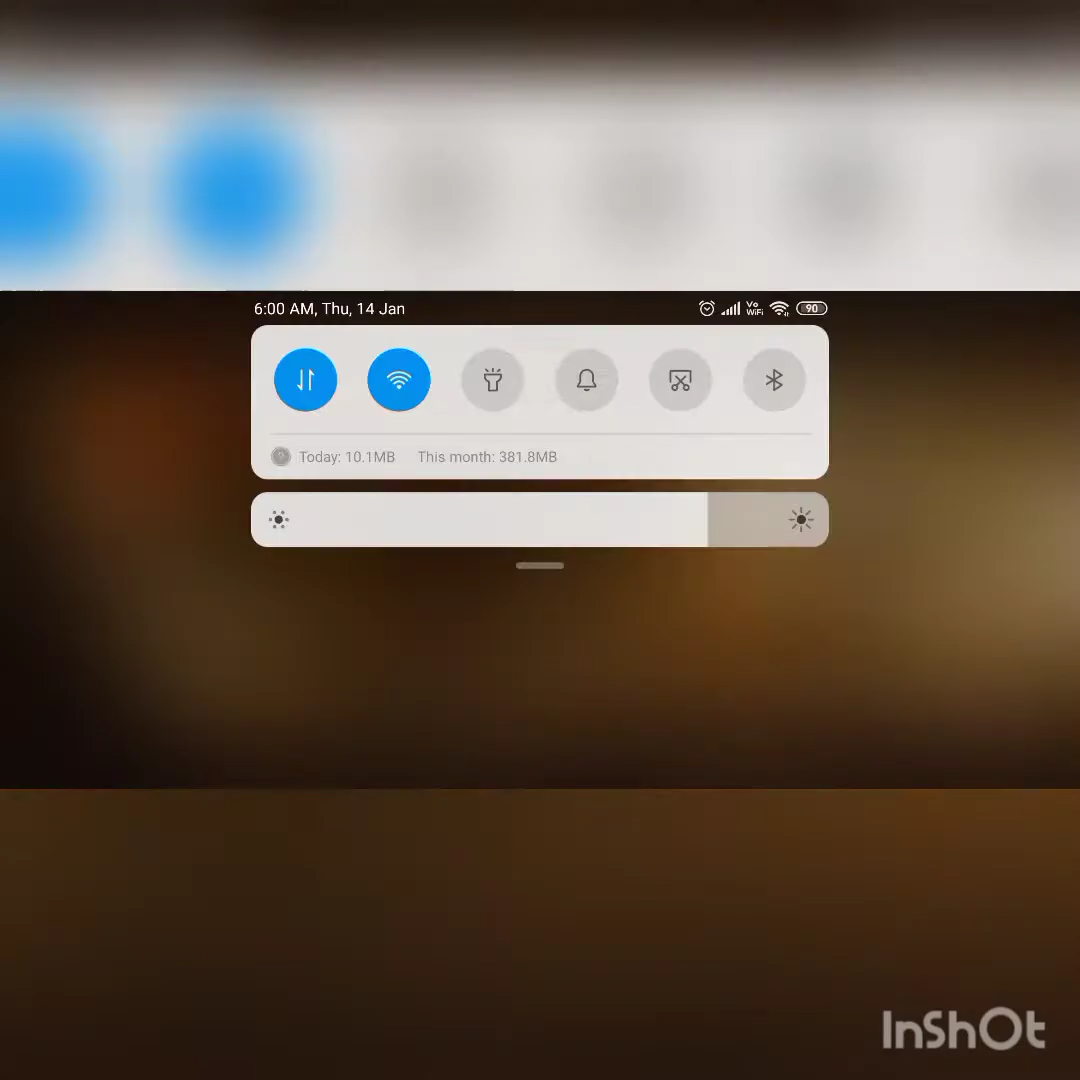 6:00 AM, Thu, 14 Jan
Vo WiFi 90
Today: 10.1MB This month: 381.8MB
InShOt